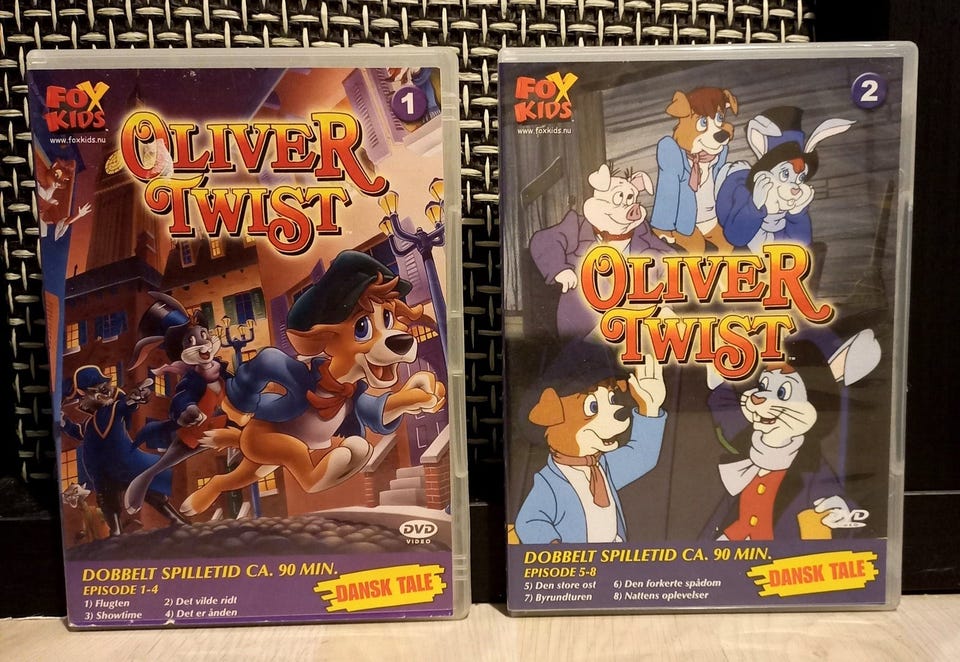 FOX
KIDS
www.foxkids.nu
1
OLIVER
TWIST
DVD
VIDEO
DOBBELT SPILLETID CA. 90 MIN.
EPISODE 1-4
1) Flugten 2) Det vilde ridt
3) Showtime 4) Det er ånden
DANSK TALE
FOX
KIDS
www.foxkids.nu
2
OLIVER
TWIST
TM
DVD
DOBBELT SPILLETID CA. 90 MIN.
EPISODE 5-8
5) Den store ost 6) Den forkerte spådom
7) Byrundturen 8) Nattens oplevelser
DANSK TALE